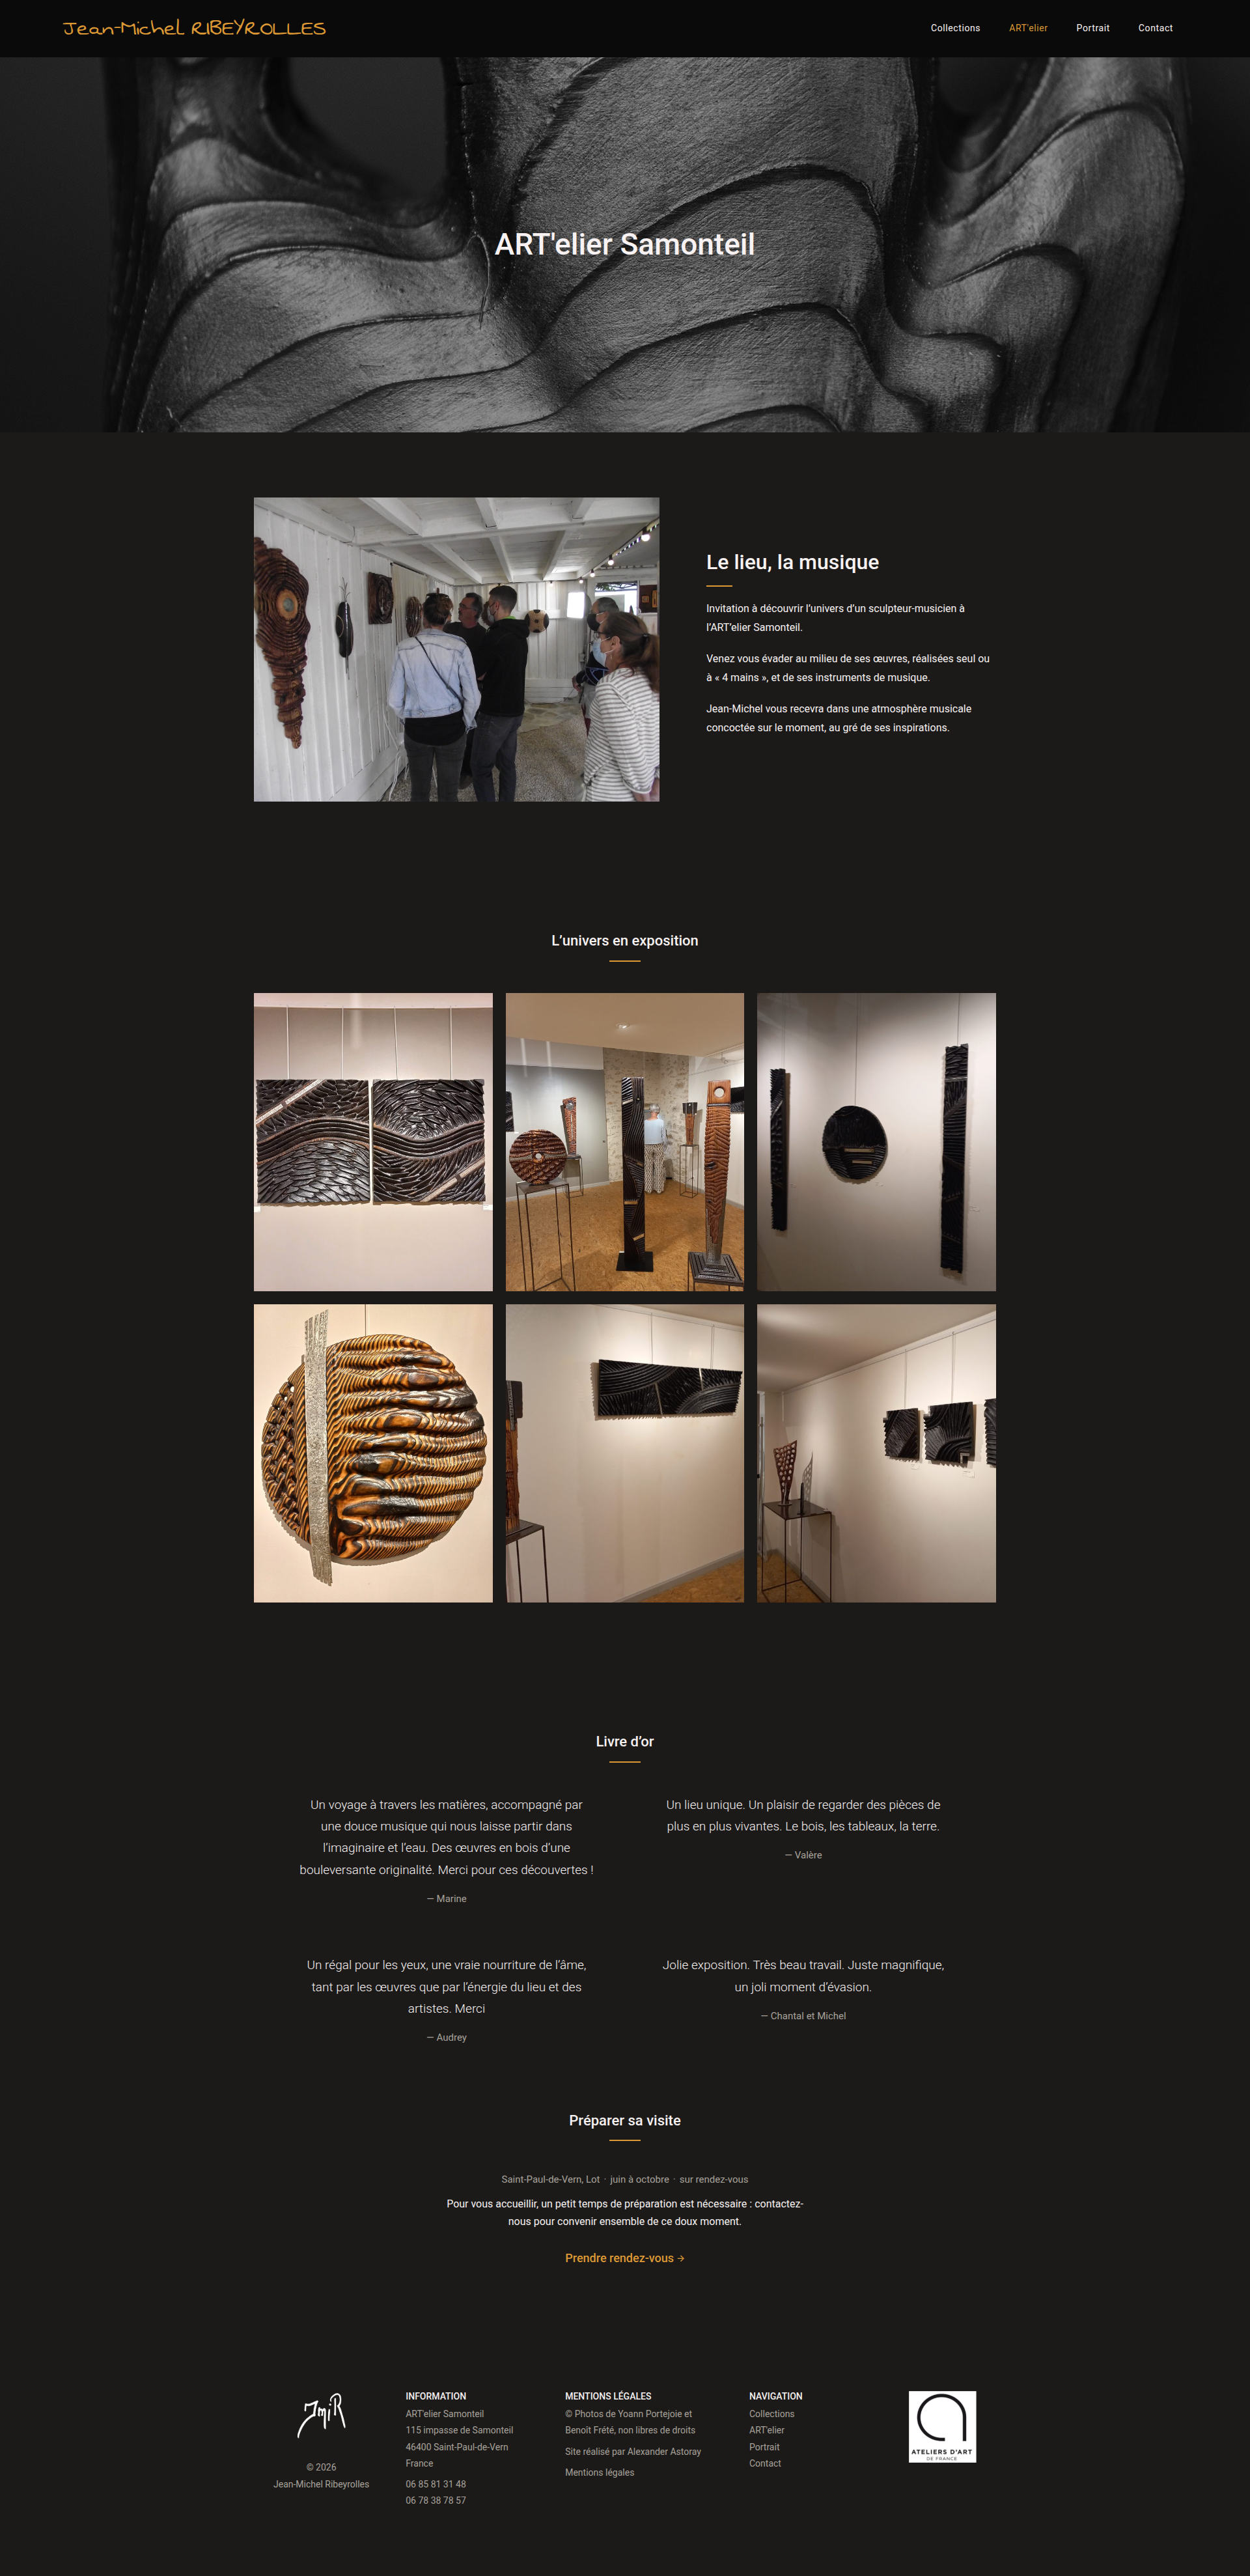 Jean-Michel RIBEYROLLES
Collections
ART'elier
Portrait
Contact
ART'elier Samonteil
Le lieu, la musique
Invitation à découvrir l’univers d’un sculpteur-musicien à
l’ART’elier Samonteil.
Venez vous évader au milieu de ses œuvres, réalisées seul ou
à « 4 mains », et de ses instruments de musique.
Jean-Michel vous recevra dans une atmosphère musicale
concoctée sur le moment, au gré de ses inspirations.
L’univers en exposition
Livre d’or
Un voyage à travers les matières, accompagné par
une douce musique qui nous laisse partir dans
l’imaginaire et l’eau. Des œuvres en bois d’une
bouleversante originalité. Merci pour ces découvertes !
— Marine
Un lieu unique. Un plaisir de regarder des pièces de
plus en plus vivantes. Le bois, les tableaux, la terre.
— Valère
Un régal pour les yeux, une vraie nourriture de l’âme,
tant par les œuvres que par l’énergie du lieu et des
artistes. Merci
— Audrey
Jolie exposition. Très beau travail. Juste magnifique,
un joli moment d’évasion.
— Chantal et Michel
Préparer sa visite
Saint-Paul-de-Vern, Lot · juin à octobre · sur rendez-vous
Pour vous accueillir, un petit temps de préparation est nécessaire : contactez-
nous pour convenir ensemble de ce doux moment.
Prendre rendez-vous →
JmiR
© 2026
Jean-Michel Ribeyrolles
INFORMATION
ART'elier Samonteil
115 impasse de Samonteil
46400 Saint-Paul-de-Vern
France
06 85 81 31 48
06 78 38 78 57
MENTIONS LÉGALES
© Photos de Yoann Portejoie et
Benoît Frété, non libres de droits
Site réalisé par Alexander Astoray
Mentions légales
NAVIGATION
Collections
ART'elier
Portrait
Contact
ATELIERS D'ART
DE FRANCE